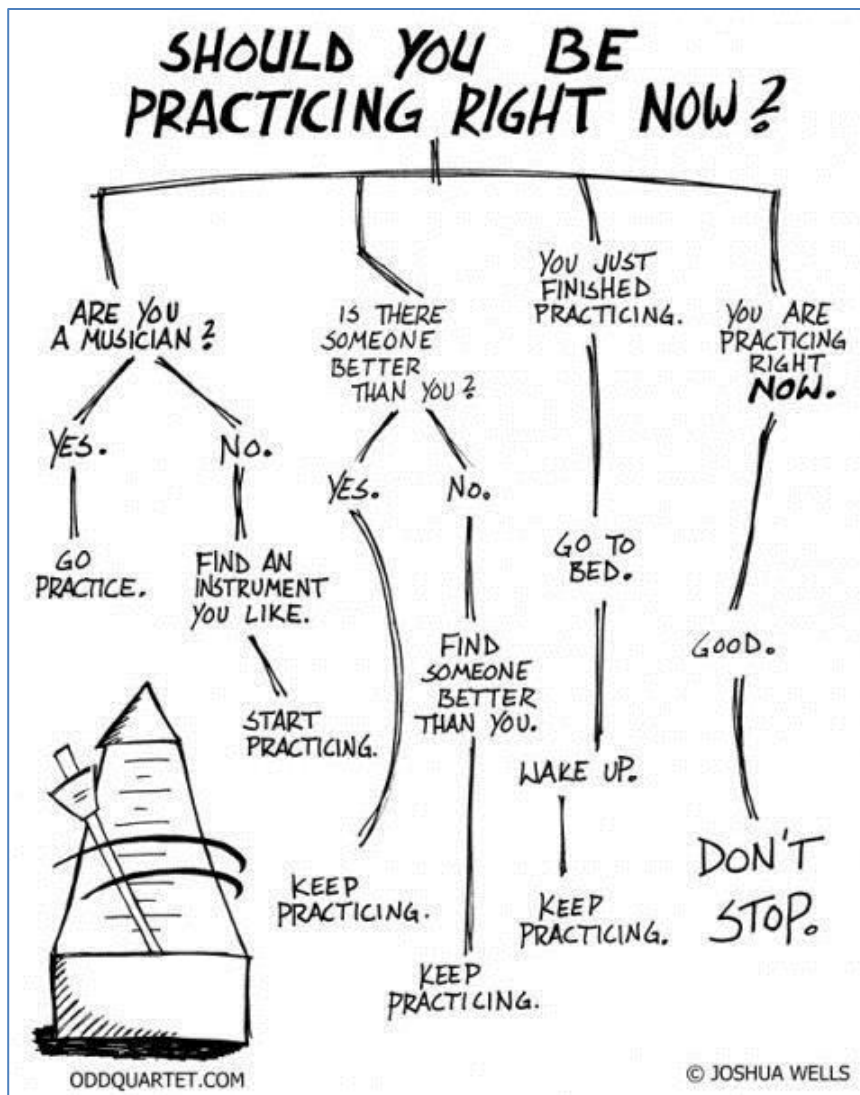 SHOULD YOU BE
PRACTICING RIGHT NOW?
ARE YOU
A MUSICIAN?
YES.
GO
PRACTICE.
NO.
FIND AN
INSTRUMENT
YOU LIKE.
START
PRACTICING.
IS THERE
SOMEONE
BETTER
THAN YOU?
YES.
KEEP
PRACTICING.
NO.
FIND
SOMEONE
BETTER
THAN YOU.
KEEP
PRACTICING.
YOU JUST
FINISHED
PRACTICING.
GO TO
BED.
WAKE UP.
KEEP
PRACTICING.
YOU ARE
PRACTICING
RIGHT
NOW.
GOOD.
DON'T
STOP.
ODDQUARTET.COM
© JOSHUA WELLS